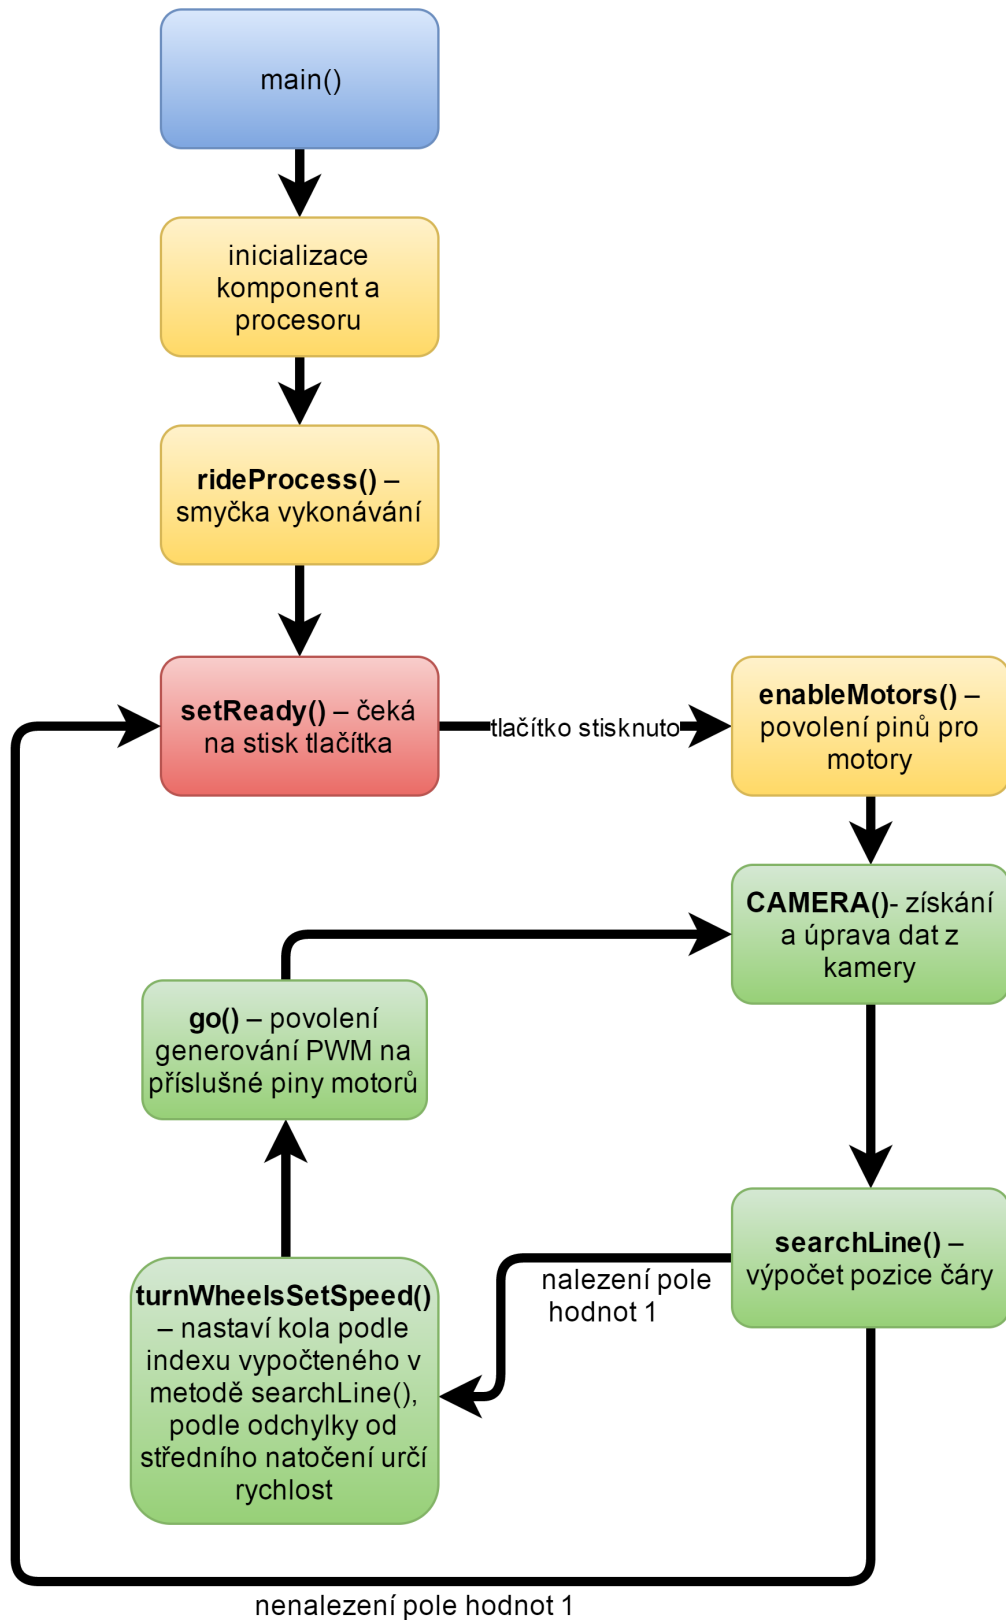 main()
inicializace
komponent a
procesoru
rideProcess() –
smyčka vykonávání
setReady() – čeká
na stisk tlačítka
tlačítko stisknuto
enableMotors() –
povolení pinů pro
motory
CAMERA()- získání
a úprava dat z
kamery
go() – povolení
generování PWM na
příslušné piny motorů
searchLine() –
výpočet pozice čáry
nalezení pole
hodnot 1
turnWheelsSetSpeed()
– nastaví kola podle
indexu vypočteného v
metodě searchLine(),
podle odchylky od
středního natočení určí
rychlost
nenalezení pole hodnot 1